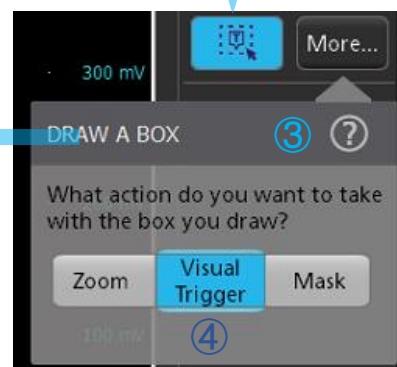 More...
300 mV
DRAW A BOX ③ ?
What action do you want to take
with the box you draw?
Zoom Visual Trigger Mask
100 mV
④